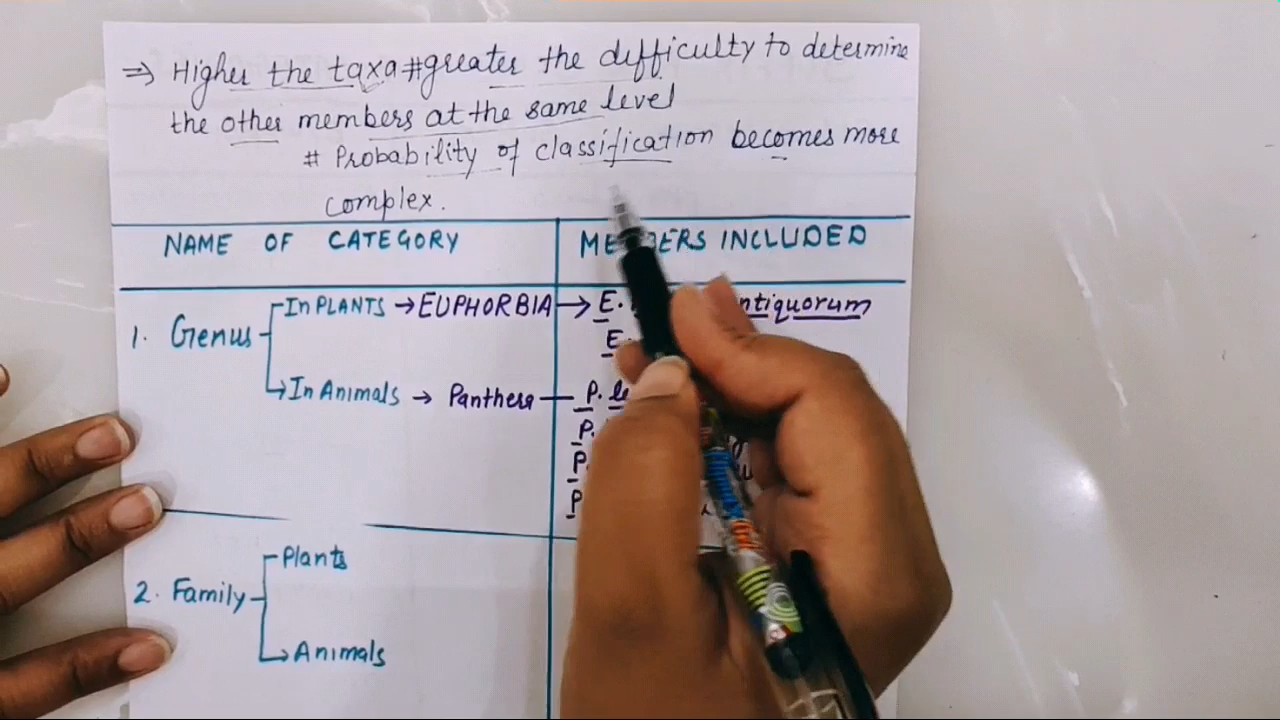 ⇒ Higher the taxa # greater the difficulty to determine
the other members at the same level
# Probability of classification becomes more
complex.
NAME OF CATEGORY MEMBERS INCLUDED
1. Genus In PLANTS → EUPHORBIA → E. antiquorum
E.
In Animals → Panthera P.
P.
P.
P
2. Family Plants
Animals